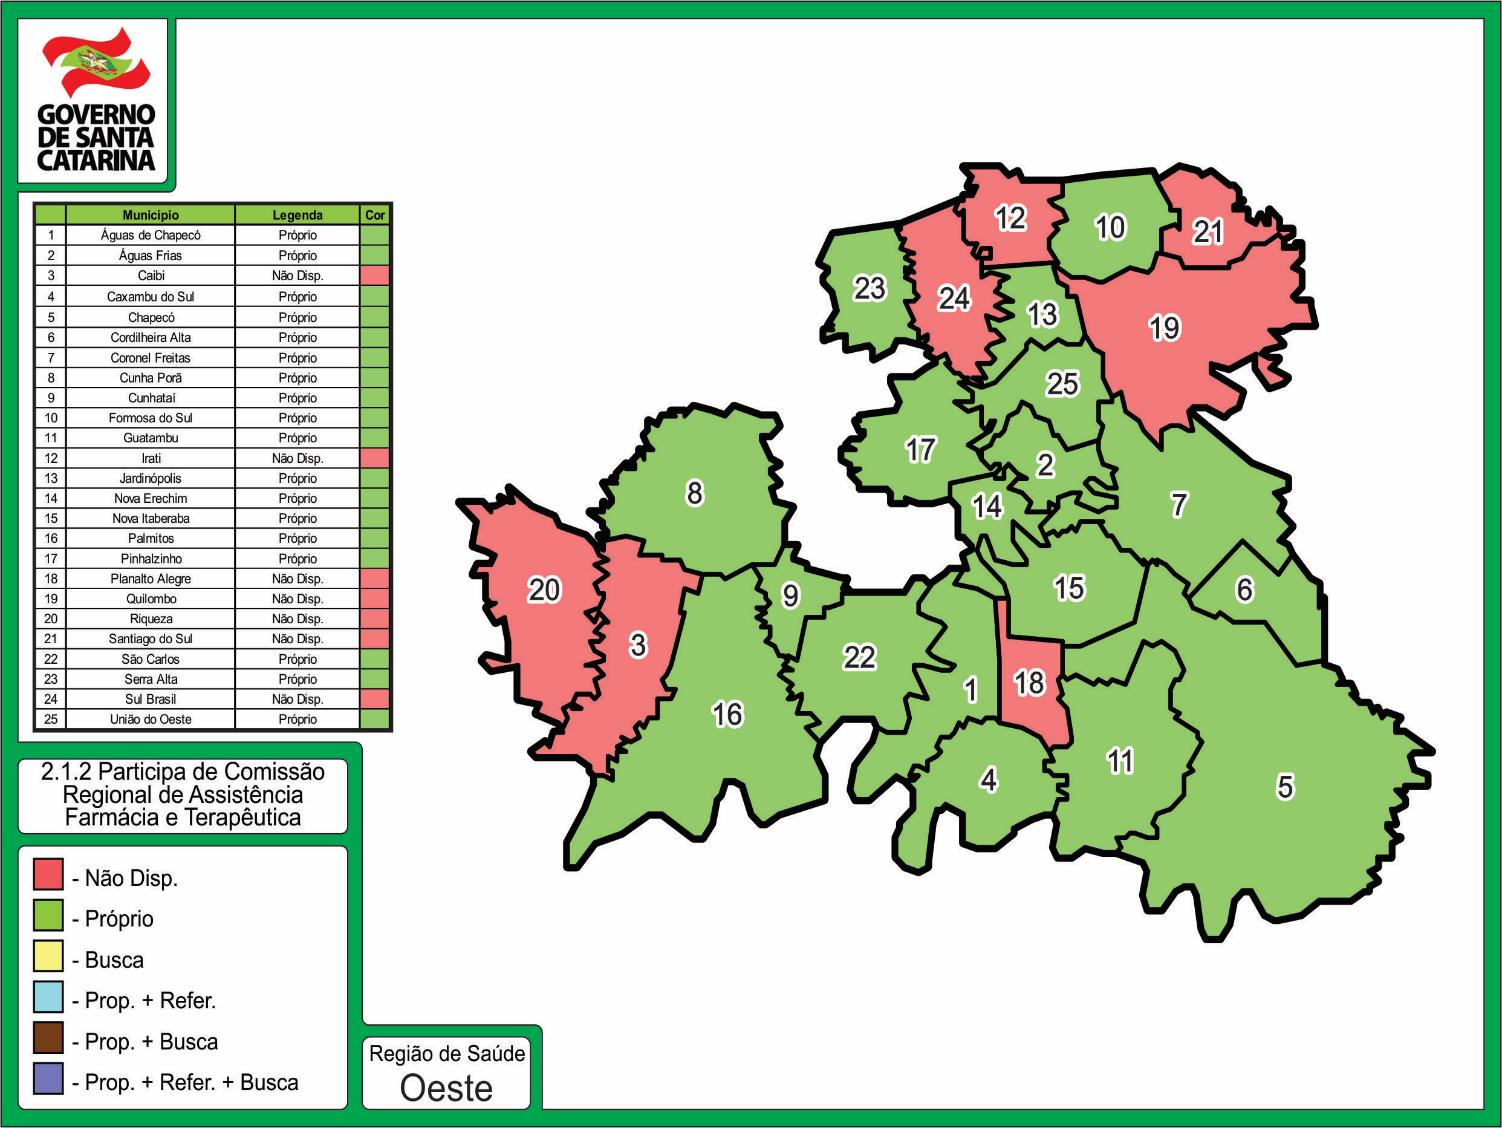 GOVERNO
DE SANTA
CATARINA
Município Legenda Cor
1 Águas de Chapecó Próprio
2 Águas Frias Próprio
3 Caibi Não Disp.
4 Caxambu do Sul Próprio
5 Chapecó Próprio
6 Cordilheira Alta Próprio
7 Coronel Freitas Próprio
8 Cunha Porã Próprio
9 Cunhataí Próprio
10 Formosa do Sul Próprio
11 Guatambu Próprio
12 Irati Não Disp.
13 Jardinópolis Próprio
14 Nova Erechim Próprio
15 Nova Itaberaba Próprio
16 Palmitos Próprio
17 Pinhalzinho Próprio
18 Planalto Alegre Não Disp.
19 Quilombo Não Disp.
20 Riqueza Não Disp.
21 Santiago do Sul Não Disp.
22 São Carlos Próprio
23 Serra Alta Próprio
24 Sul Brasil Não Disp.
25 União do Oeste Próprio
2.1.2 Participa de Comissão
Regional de Assistência
Farmácia e Terapêutica
- Não Disp.
- Próprio
- Busca
- Prop. + Refer.
- Prop. + Busca
- Prop. + Refer. + Busca
Região de Saúde
Oeste
12
10
21
23
24
13
19
25
17
2
8
14
7
20
9
15
6
3
22
18
1
16
11
4
5